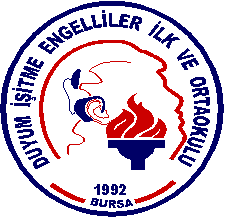 DUYUM İŞİTME ENGELLİLER İLK VE ORTAOKULU
1992
BURSA